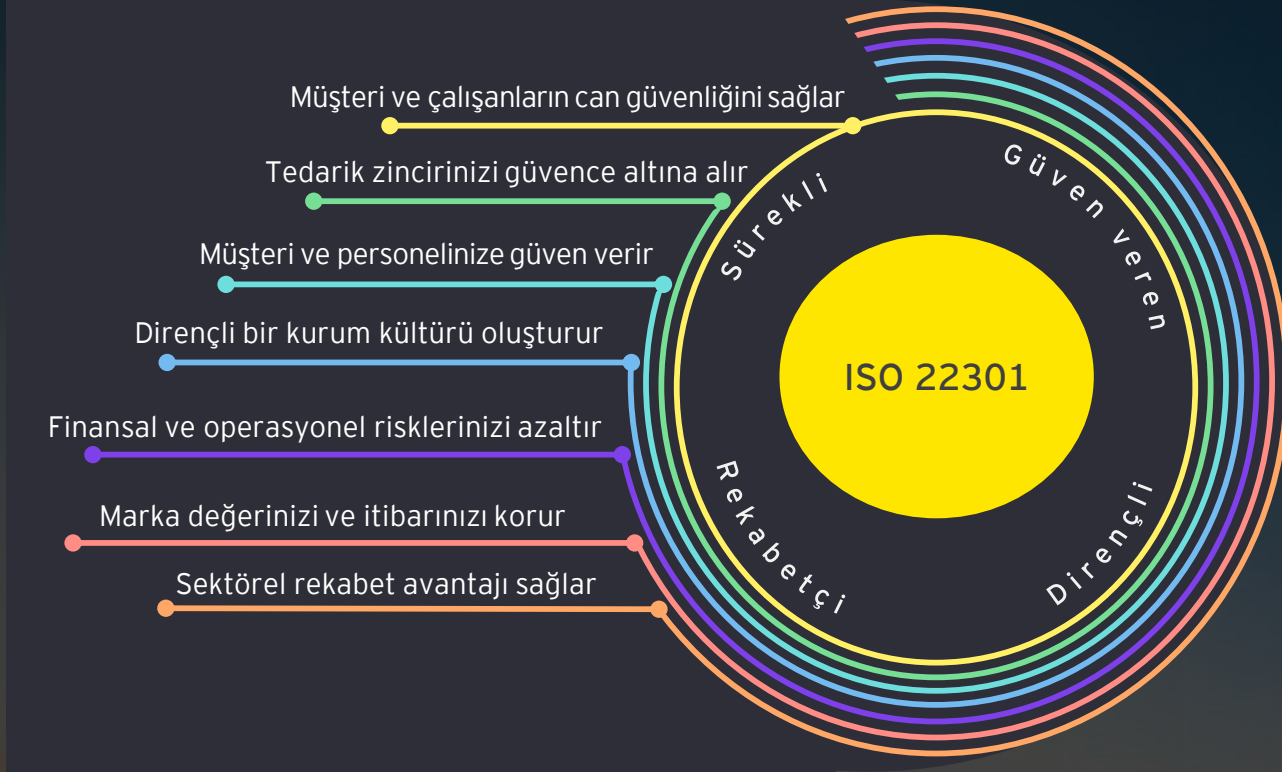 Müşteri ve çalışanların can güvenliğini sağlar
Tedarik zincirinizi güvence altına alır
Müşteri ve personelinize güven verir
Dirençli bir kurum kültürü oluşturur
Finansal ve operasyonel risklerinizi azaltır
Marka değerinizi ve itibarınızı korur
Sektörel rekabet avantajı sağlar
Sürekli
Güven veren
ISO 22301
Rekabetçi
Dirençli